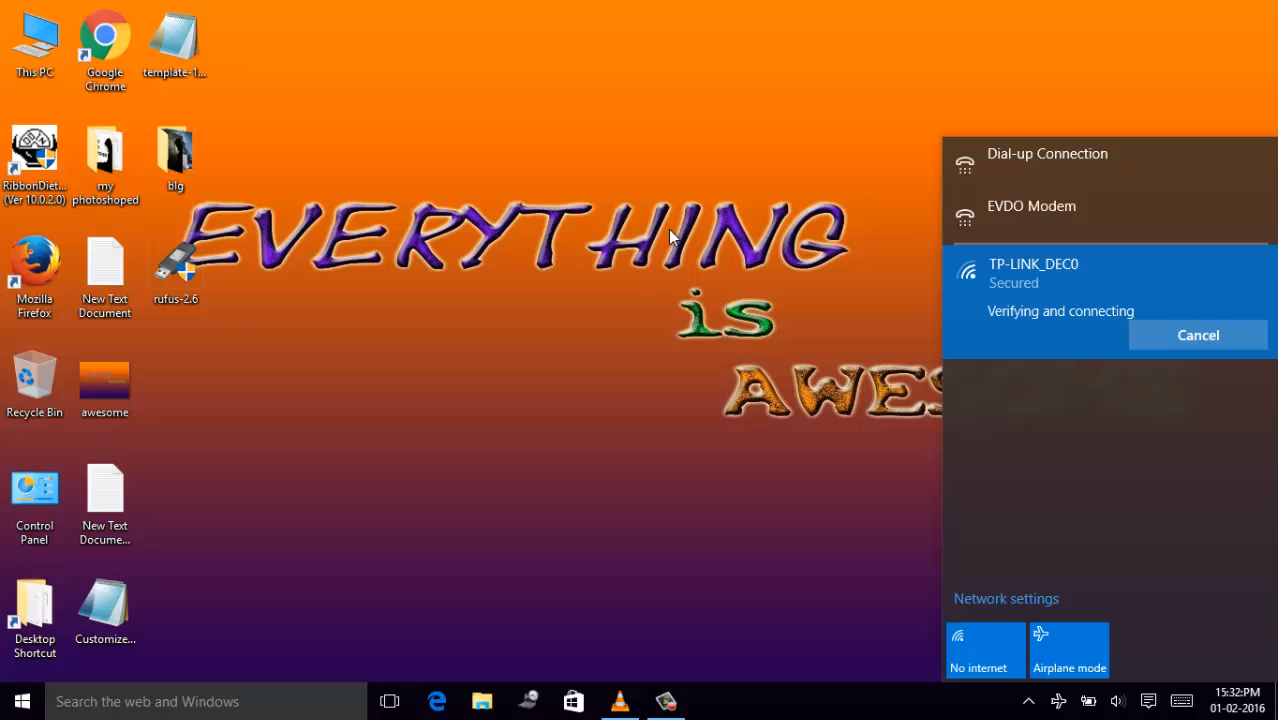 This PC
Google
Chrome
template-1...
RibbonDiet...
(Ver 10.0.2.0)
my
photoshoped
blg
Mozilla
Firefox
New Text
Document
rufus-2.6
Recycle Bin
awesome
Control
Panel
New Text
Docume...
Desktop
Shortcut
Customize...
EVERYTHING
is
AWES
Dial-up Connection
EVDO Modem
TP-LINK_DEC0
Secured
Verifying and connecting
Cancel
Network settings
No internet
Airplane mode
Search the web and Windows
15:32:PM
01-02-2016